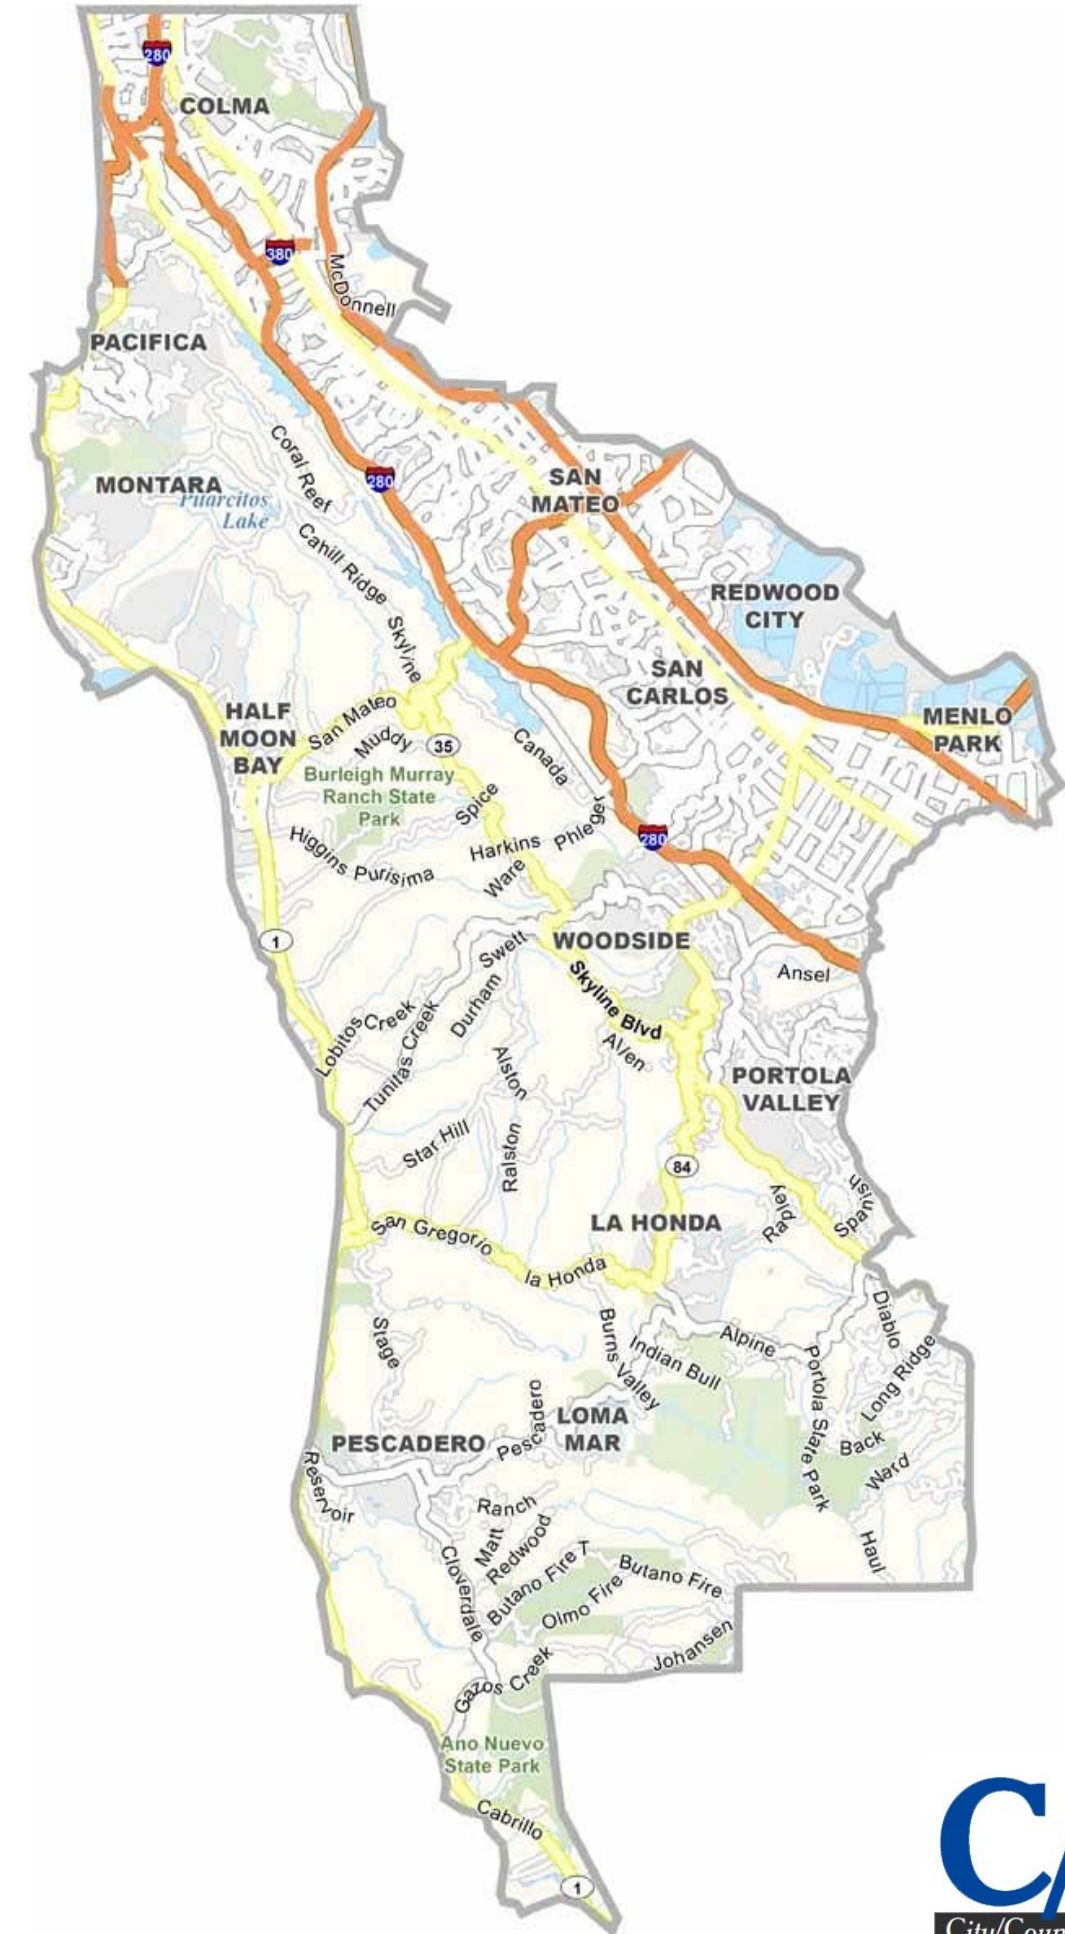 280
COLMA
380
McDonnell
PACIFICA
Coral Reef
280
SAN
MATEO
MONTARA
Puarcitos
Lake
Cahill Ridge
Skyline
REDWOOD
CITY
SAN
CARLOS
HALF
MOON
BAY
San Mateo
Muddy
35
Canada
MENLO
PARK
Burleigh Murray
Ranch State
Park
Spice
Phleger
280
Harkins
Higgins Purisima
Ware
1
Swett
WOODSIDE
Ansel
Skyline Blvd
Durham
Lobitos Creek
Tunitas Creek
Allen
Alston
PORTOLA
VALLEY
Star Hill
Ralston
84
Rapley
Spanish
LA HONDA
San Gregorio
la Honda
Diablo
Stage
Burns Valley
Indian Bull
Alpine
Portola State Park
Long Ridge
Pescadero
LOMA
MAR
PESCADERO
Back
Ward
Reservoir
Ranch
Matt
Redwood
Haul
Cloverdale
Butano Fire T
Butano Fire
Olmo Fire
Johansen
Gazos Creek
Ano Nuevo
State Park
Cabrillo
1
C/
City/Coun